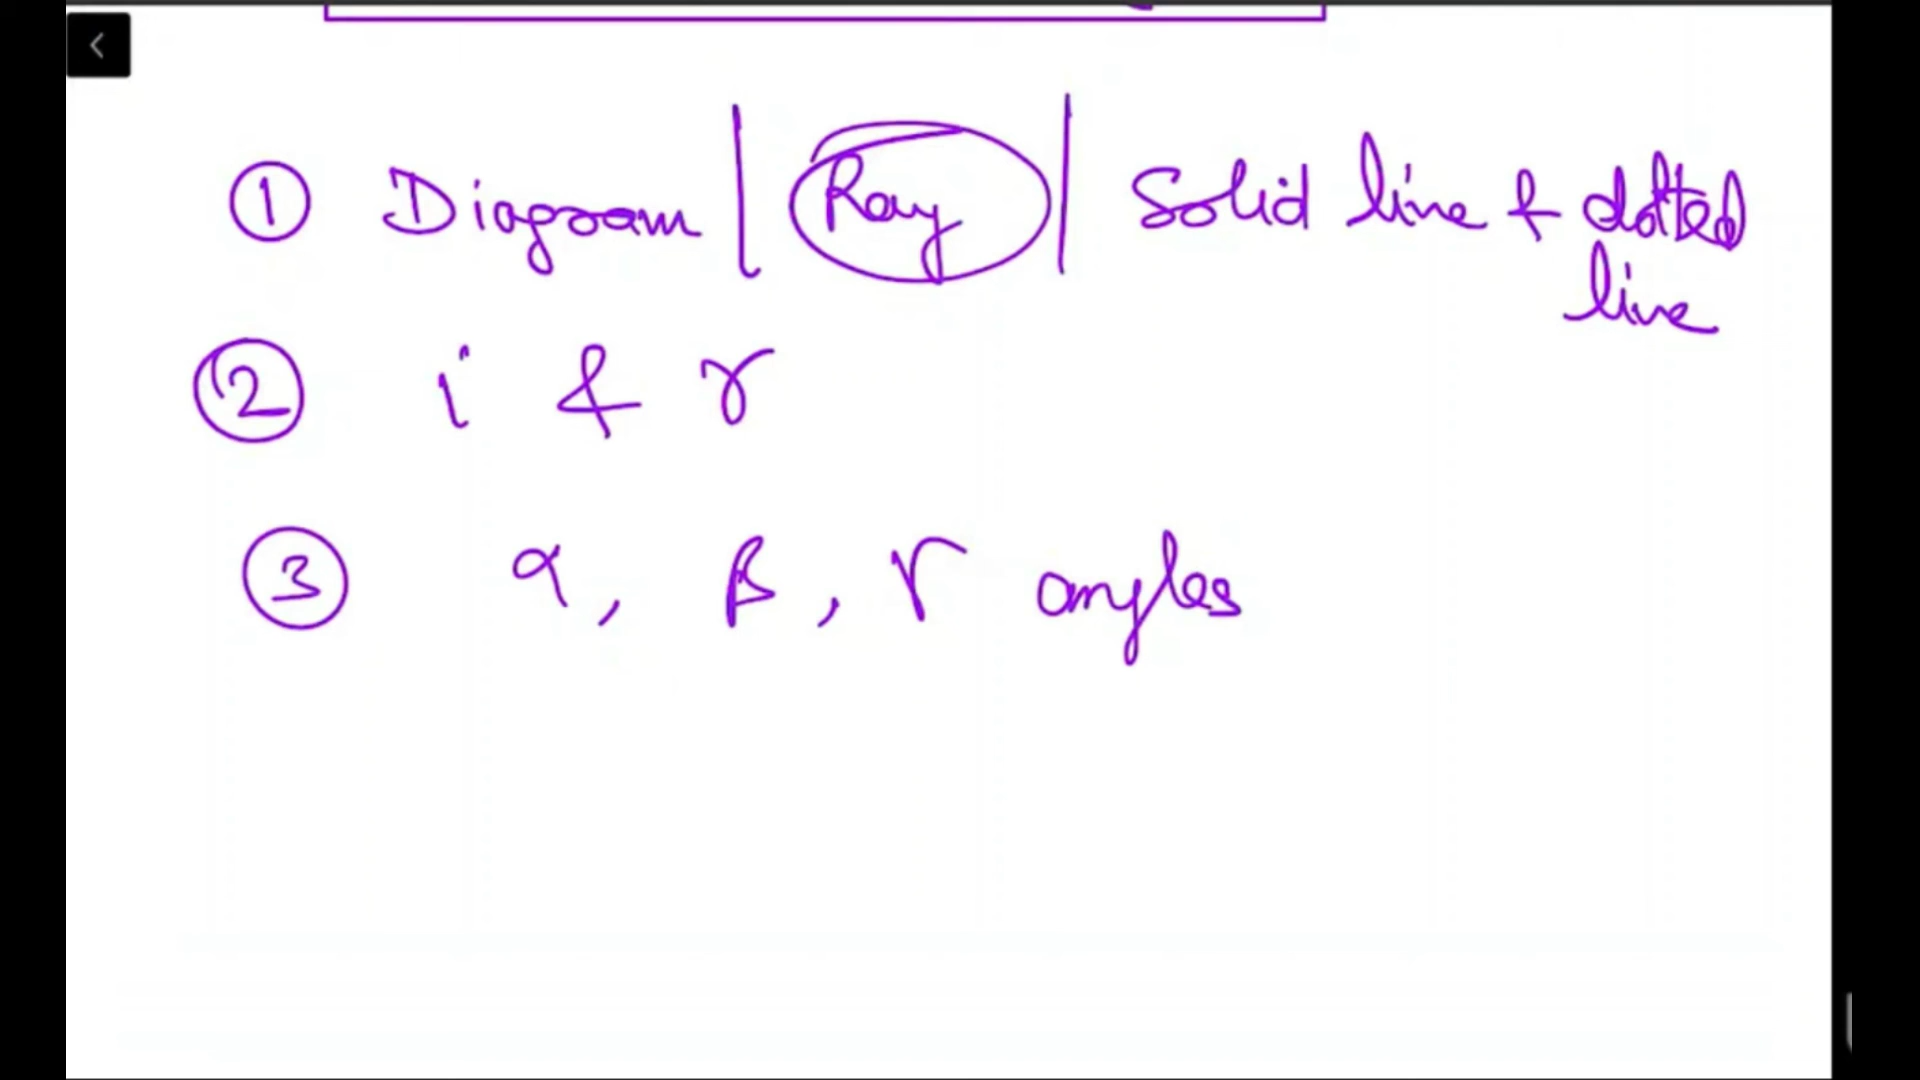 ① Diagram | Ray | Solid line & dotted
line
② i & r
③ α, β, γ angles